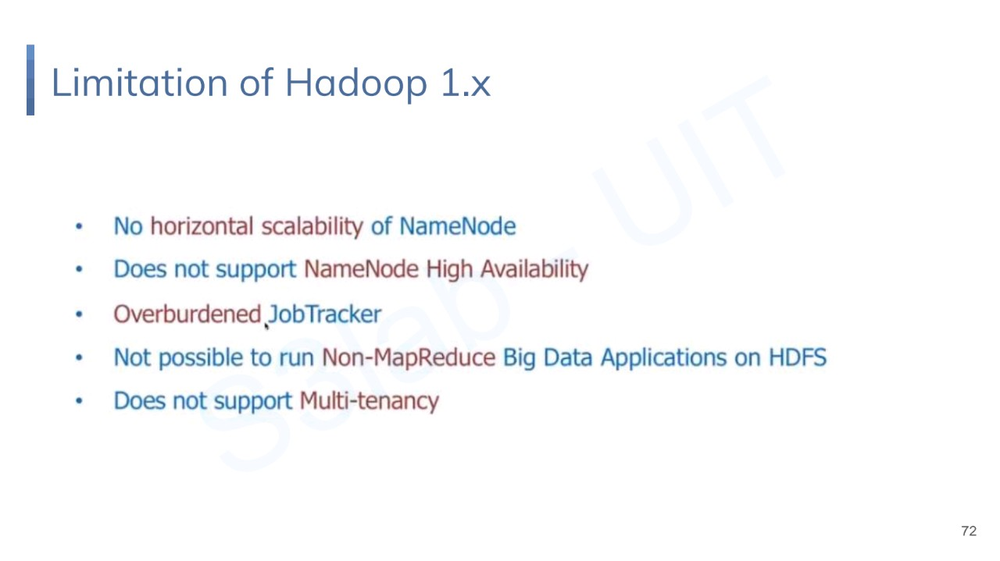 Limitation of Hadoop 1.x
• No horizontal scalability of NameNode
• Does not support NameNode High Availability
• Overburdened JobTracker
• Not possible to run Non-MapReduce Big Data Applications on HDFS
• Does not support Multi-tenancy
S3lab - UIT
72